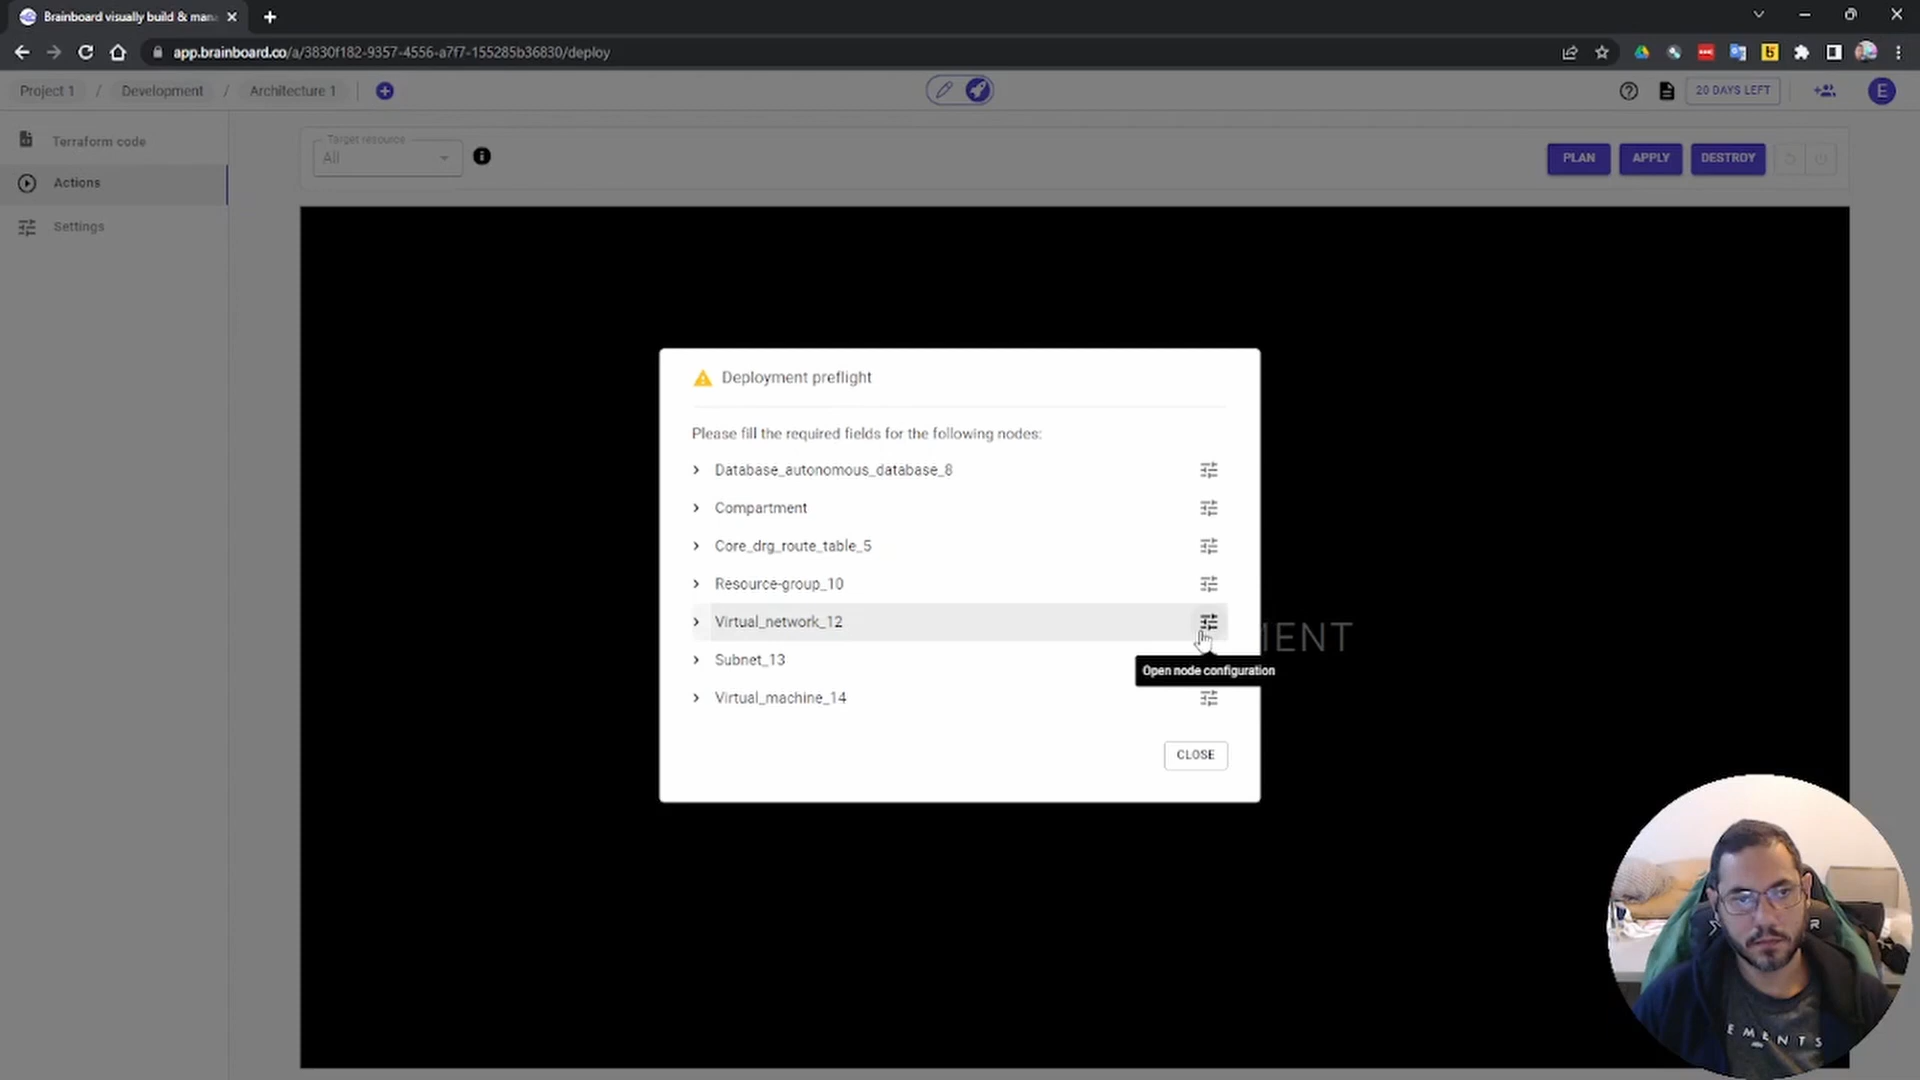 Brainboard visually build & mana
app.brainboard.co/a/3830f182-9357-4556-a7f7-155285b36830/deploy
Project 1 / Development / Architecture 1
20 DAYS LEFT
E
Terraform code
Actions
Settings
Target resource
All
PLAN
APPLY
DESTROY
Deployment preflight
Please fill the required fields for the following nodes:
Database_autonomous_database_8
Compartment
Core_drg_route_table_5
Resource-group_10
Virtual_network_12
MENT
Subnet_13
Open node configuration
Virtual_machine_14
CLOSE
EMENTS